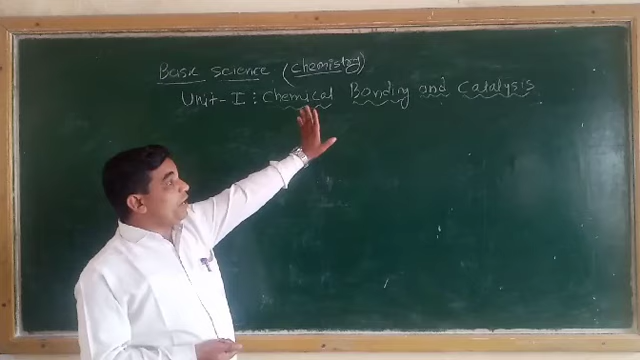 Basic science (chemistry)
Unit-I : Chemical Bonding and Catalysis